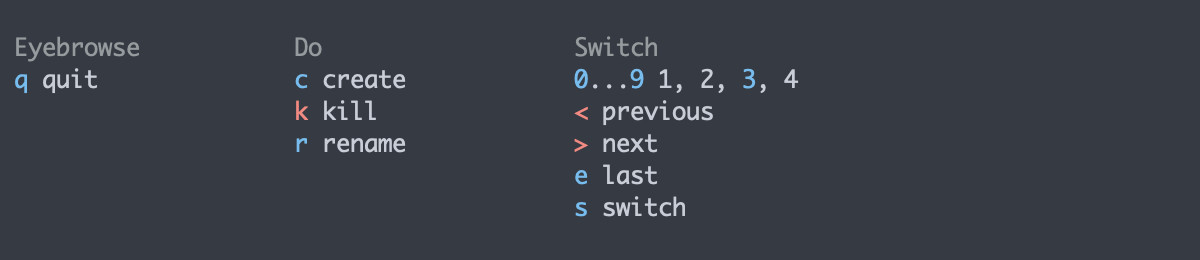 Eyebrowse Do Switch
q quit c create 0...9 1, 2, 3, 4
k kill < previous
r rename > next
e last
s switch